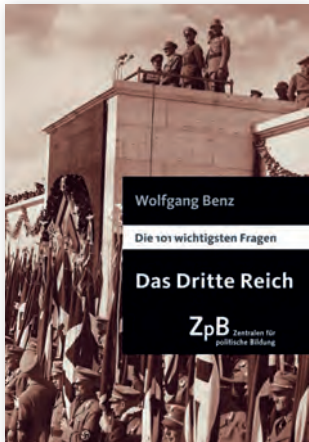 Wolfgang Benz
Die 101 wichtigsten Fragen
Das Dritte Reich
ZpB Zentralen für
politische Bildung